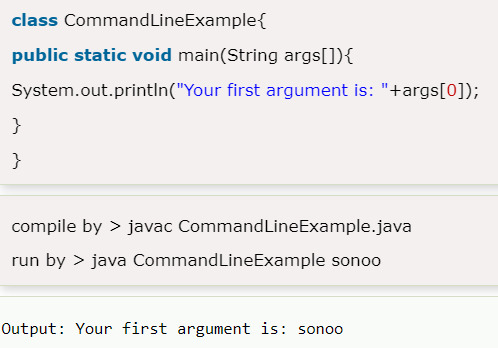 class CommandLineExample{
public static void main(String args[]){
System.out.println("Your first argument is: "+args[0]);
}
}
compile by > javac CommandLineExample.java
run by > java CommandLineExample sonoo
Output: Your first argument is: sonoo